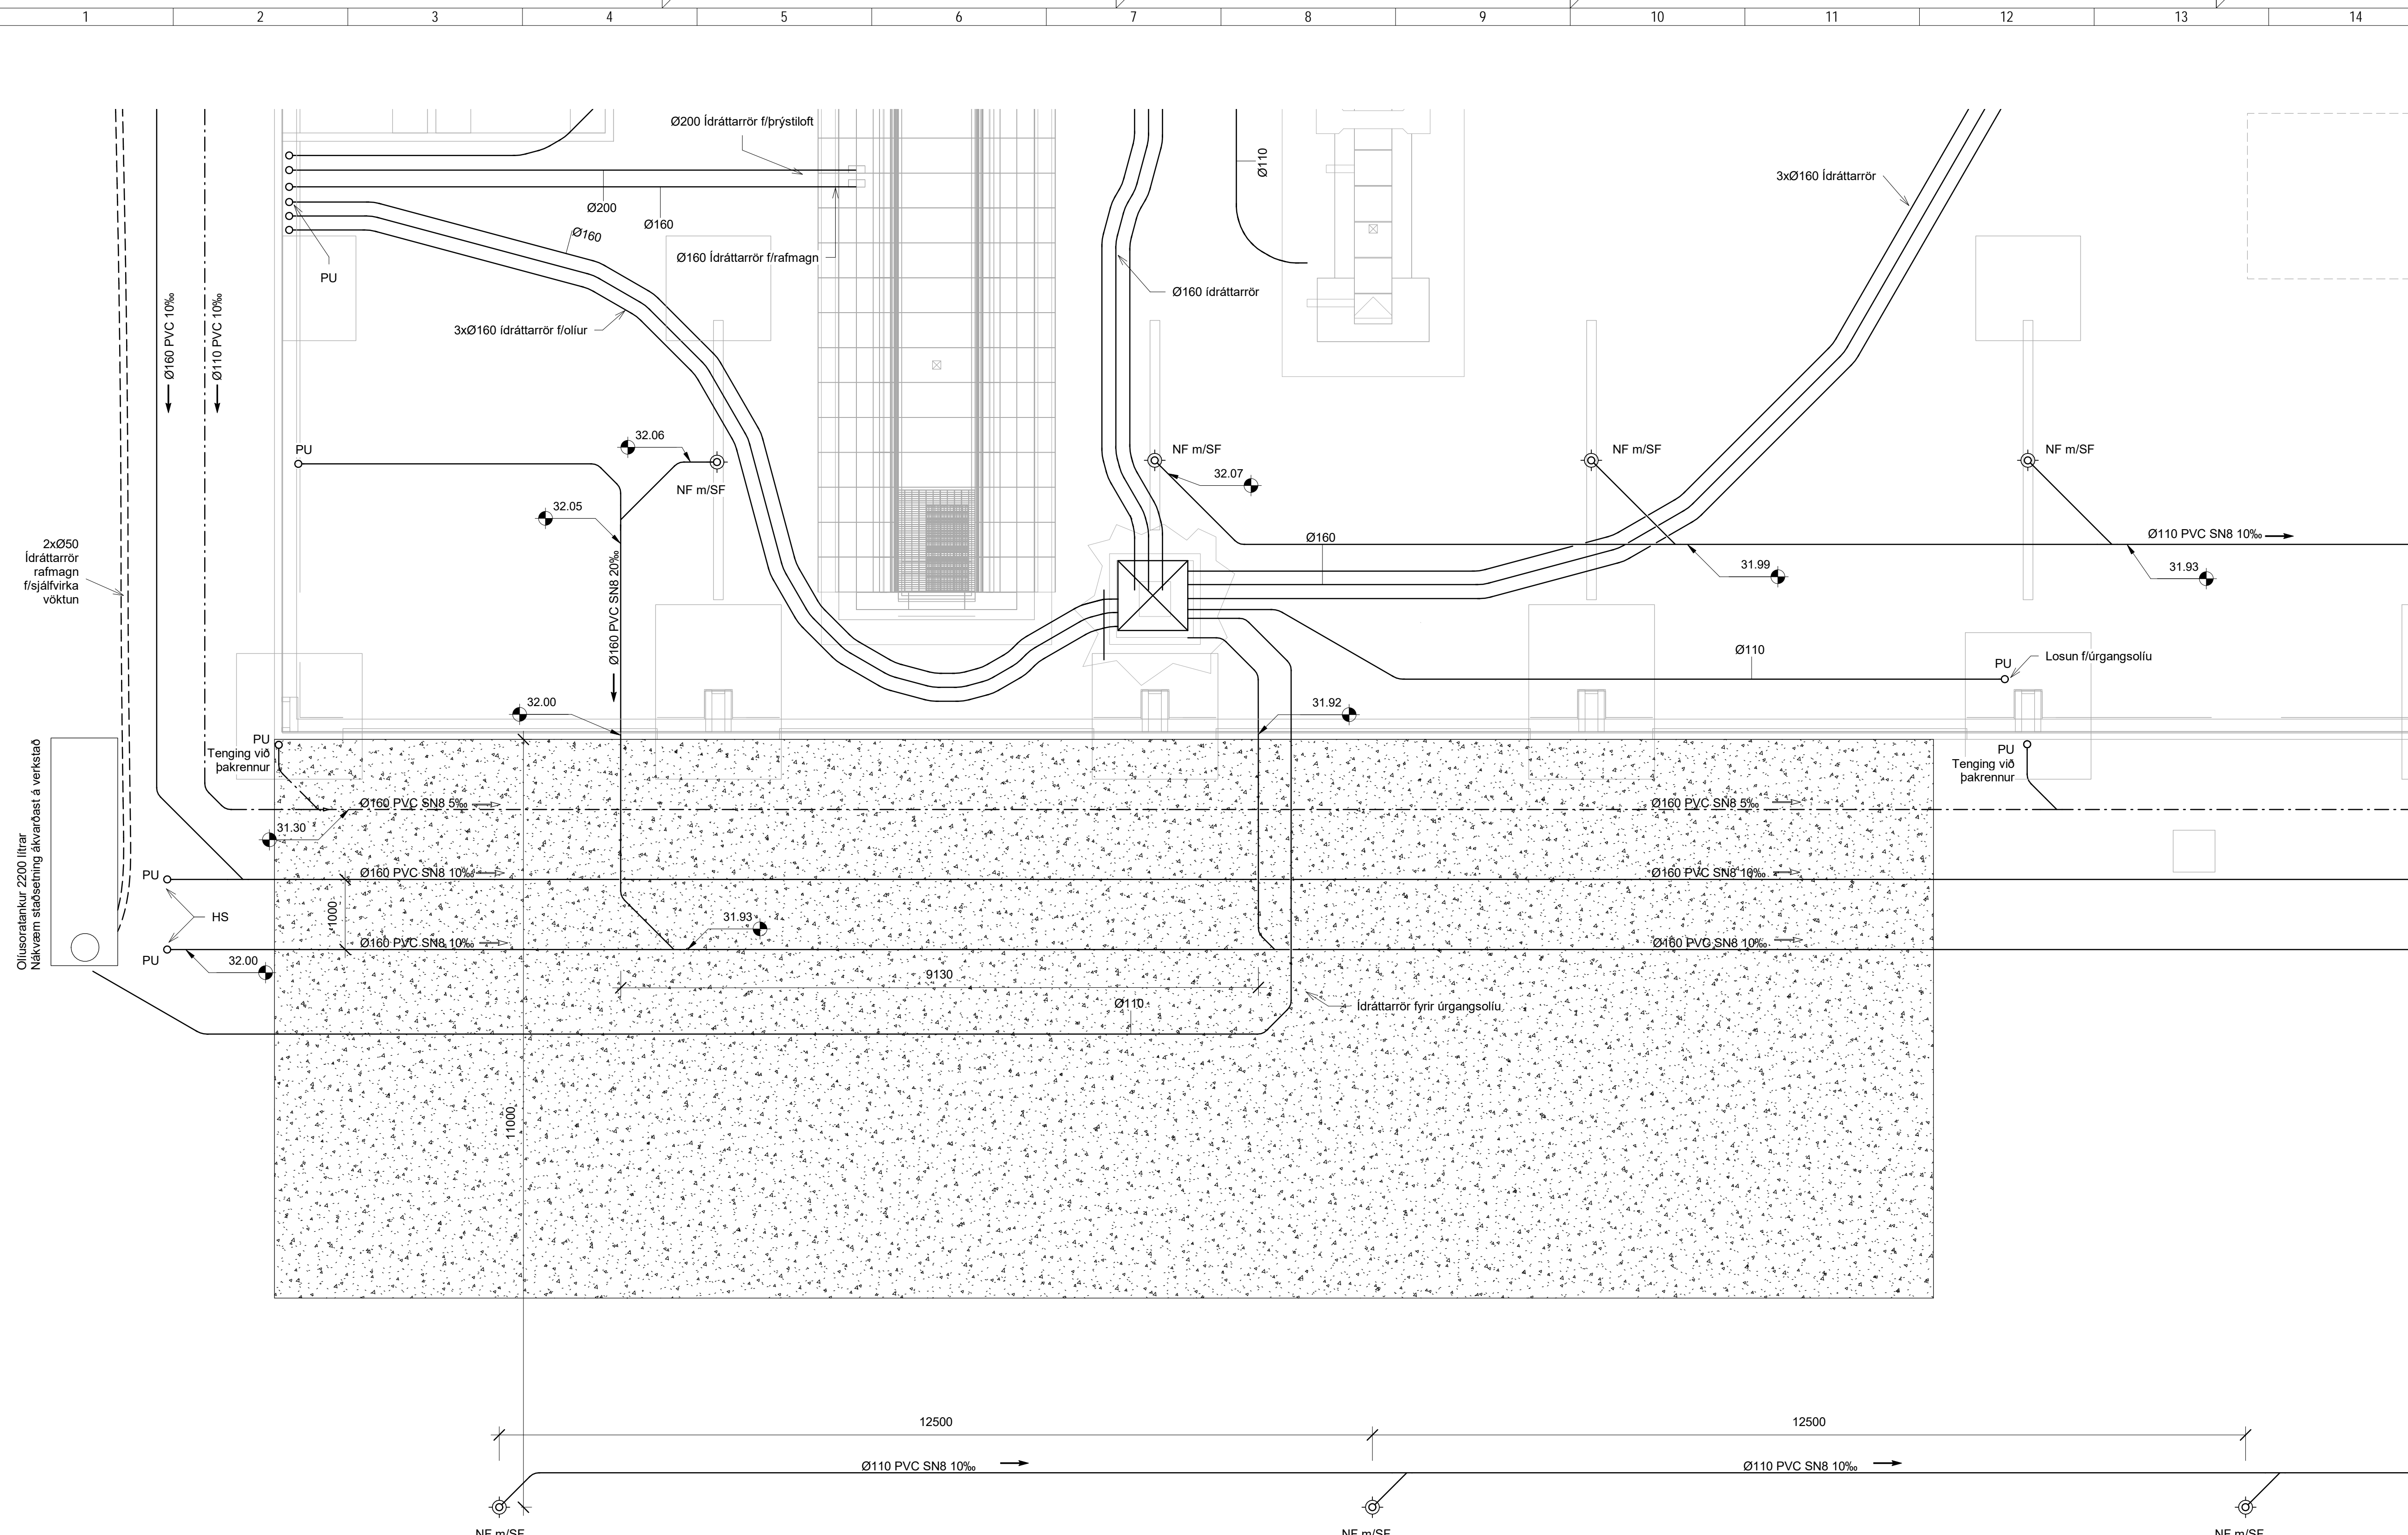 1 2 3 4 5 6 7 8 9 10 11 12 13 14
Ø200 Ídráttarrör f/þrýstiloft
Ø110
3xØ160 Ídráttarrör
Ø200
Ø160
Ø160
Ø160 Ídráttarrör f/rafmagn
PU
Ø160 ídráttarrör
Ø160 PVC 10‰
Ø110 PVC 10‰
3xØ160 ídráttarrör f/olíur
32.06
PU
NF m/SF
NF m/SF
NF m/SF
NF m/SF
32.07
32.05
2xØ50
Ídráttarrör
rafmagn
f/sjálfvirka
vöktun
Ø160
Ø110 PVC SN8 10‰
31.99
31.93
Ø160 PVC SN8 20‰
Ø110
PU
Losun f/úrgangsolíu
32.00
31.92
PU
Tenging við
þakrennur
PU
Tenging við
þakrennur
Ø160 PVC SN8 5‰
Ø160 PVC SN8 5‰
31.30
Olíusoratankur 2200 lítrar
Nákvæm staðsetning ákvarðast á verkstað
PU
Ø160 PVC SN8 10‰
Ø160 PVC SN8 10‰
HS
1000
31.93
Ø160 PVC SN8 10‰
Ø160 PVC SN8 10‰
PU
32.00
9130
Ø110
Ídráttarrör fyrir úrgangsolíu
11000
12500
12500
Ø110 PVC SN8 10‰
Ø110 PVC SN8 10‰
NF m/SF
NF m/SF
NF m/SF